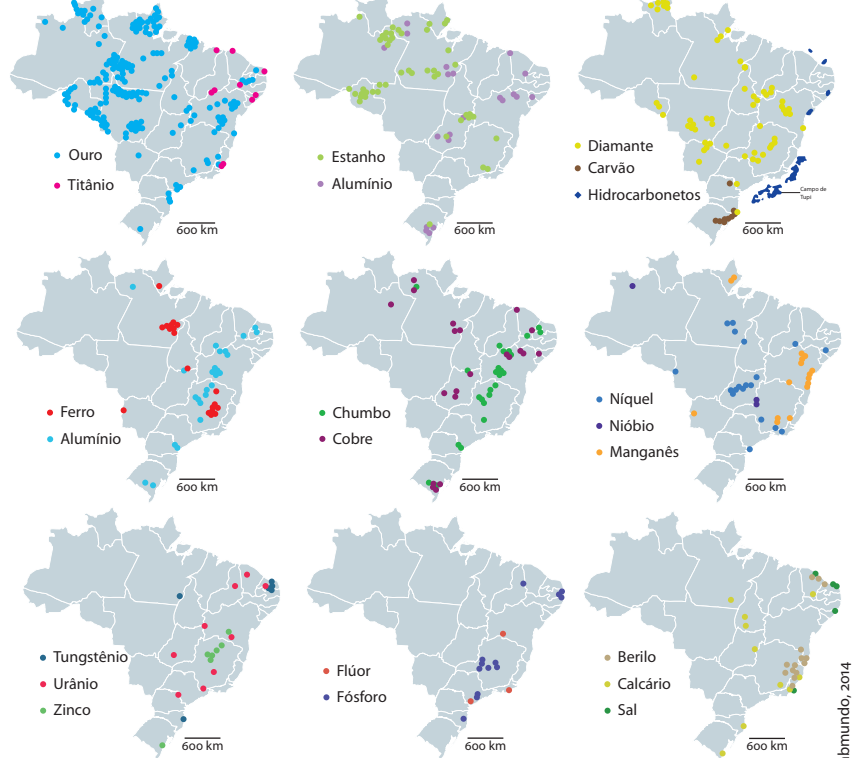 Ouro
Titânio
600 km
Estanho
Alumínio
600 km
Diamante
Carvão
Hidrocarbonetos
Campo de
Tupi
600 km
Ferro
Alumínio
600 km
Chumbo
Cobre
600 km
Níquel
Nióbio
Manganês
600 km
Tungstênio
Urânio
Zinco
600 km
Flúor
Fósforo
600 km
Berilo
Calcário
Sal
600 km
abmundo, 2014